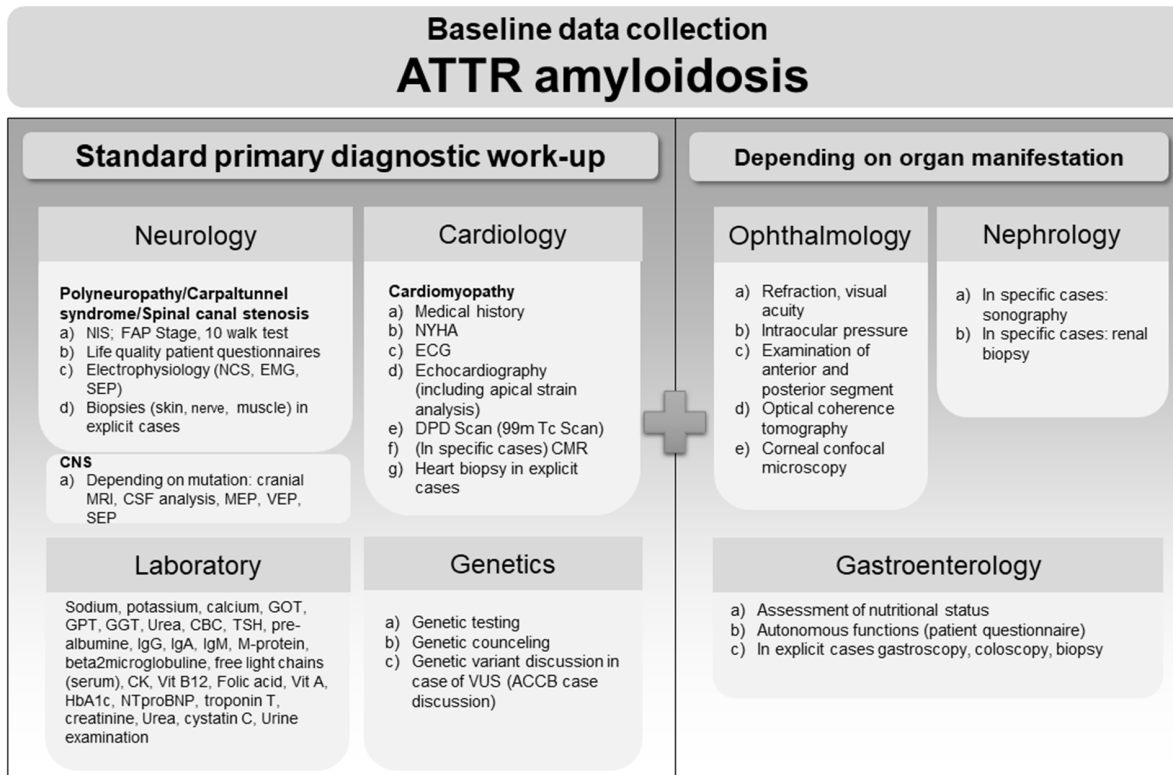 Baseline data collection
ATTR amyloidosis
Standard primary diagnostic work-up
Neurology
Polyneuropathy/Carpaltunnel
syndrome/Spinal canal stenosis
a) NIS; FAP Stage, 10 walk test
b) Life quality patient questionnaires
c) Electrophysiology (NCS, EMG,
SEP)
d) Biopsies (skin, nerve, muscle) in
explicit cases
CNS
a) Depending on mutation: cranial
MRI, CSF analysis, MEP, VEP,
SEP
Cardiology
Cardiomyopathy
a) Medical history
b) NYHA
c) ECG
d) Echocardiography
(including apical strain
analysis)
e) DPD Scan (99m Tc Scan)
f) (In specific cases) CMR
g) Heart biopsy in explicit
cases
Laboratory
Sodium, potassium, calcium, GOT,
GPT, GGT, Urea, CBC, TSH, pre-
albumine, IgG, IgA, IgM, M-protein,
beta2microglobuline, free light chains
(serum), CK, Vit B12, Folic acid, Vit A,
HbA1c, NTproBNP, troponin T,
creatinine, Urea, cystatin C, Urine
examination
Genetics
a) Genetic testing
b) Genetic counceling
c) Genetic variant discussion in
case of VUS (ACCB case
discussion)
Depending on organ manifestation
Ophthalmology
a) Refraction, visual
acuity
b) Intraocular pressure
c) Examination of
anterior and
posterior segment
d) Optical coherence
tomography
e) Corneal confocal
microscopy
Nephrology
a) In specific cases:
sonography
b) In specific cases: renal
biopsy
Gastroenterology
a) Assessment of nutritional status
b) Autonomous functions (patient questionnaire)
c) In explicit cases gastroscopy, coloscopy, biopsy